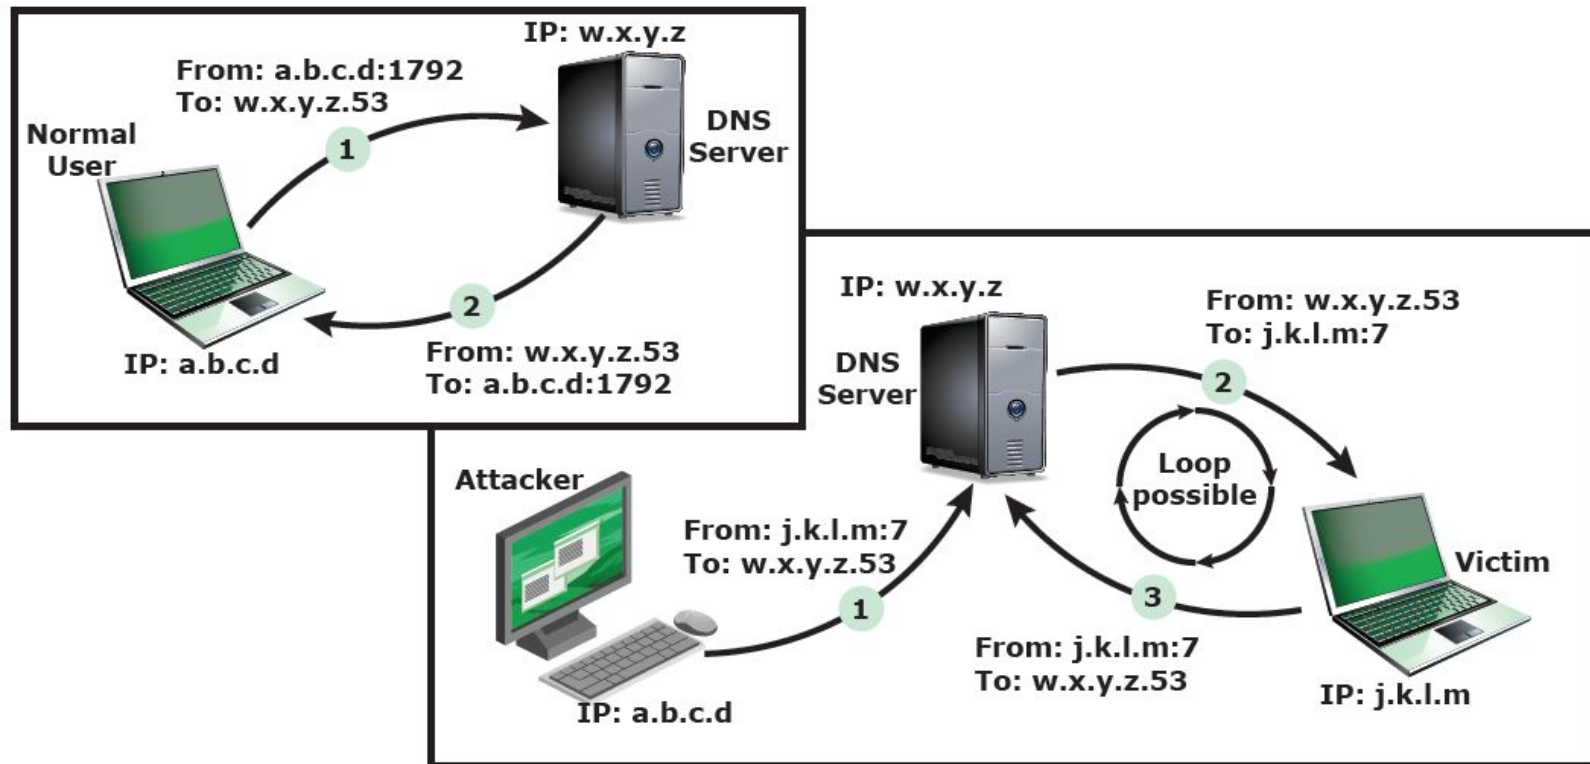 IP: w.x.y.z
From: a.b.c.d:1792
To: w.x.y.z.53
Normal
User
1
DNS
Server
2
IP: a.b.c.d
From: w.x.y.z.53
To: a.b.c.d:1792
IP: w.x.y.z
From: w.x.y.z.53
To: j.k.l.m:7
DNS
Server
2
Loop
possible
Attacker
From: j.k.l.m:7
To: w.x.y.z.53
1
3
Victim
From: j.k.l.m:7
To: w.x.y.z.53
IP: a.b.c.d
IP: j.k.l.m